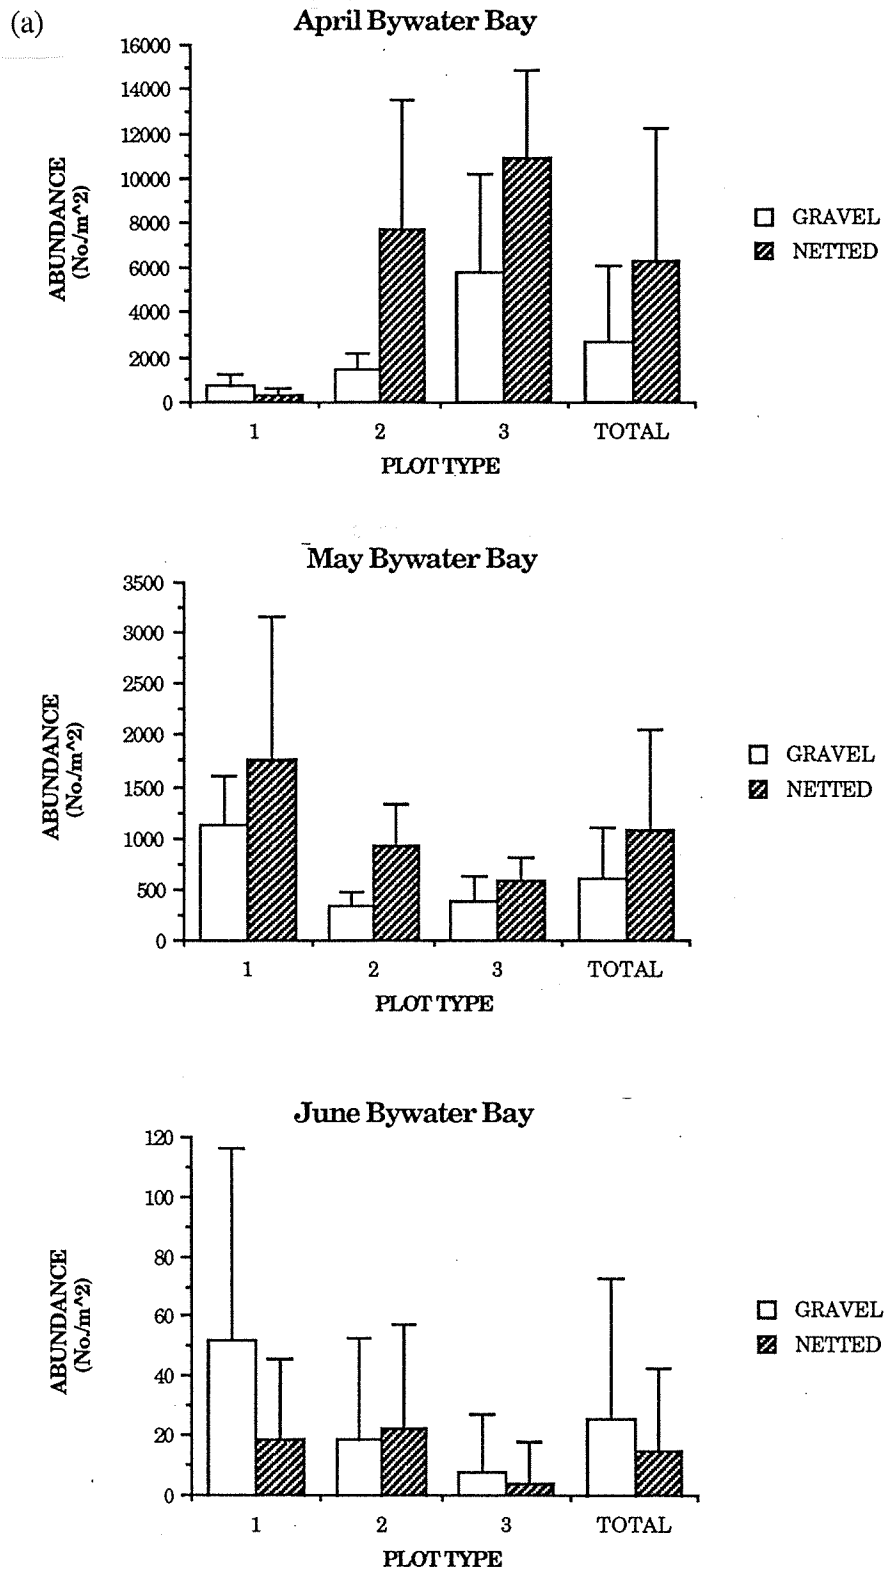 (a)
April Bywater Bay
16000
14000
12000
10000
8000
6000
4000
2000
0
ABUNDANCE
(No./m^2)
1 2 3 TOTAL
PLOT TYPE
GRAVEL
NETTED
May Bywater Bay
3500
3000
2500
2000
1500
1000
500
0
ABUNDANCE
(No./m^2)
1 2 3 TOTAL
PLOT TYPE
GRAVEL
NETTED
June Bywater Bay
120
100
80
60
40
20
0
ABUNDANCE
(No./m^2)
1 2 3 TOTAL
PLOT TYPE
GRAVEL
NETTED